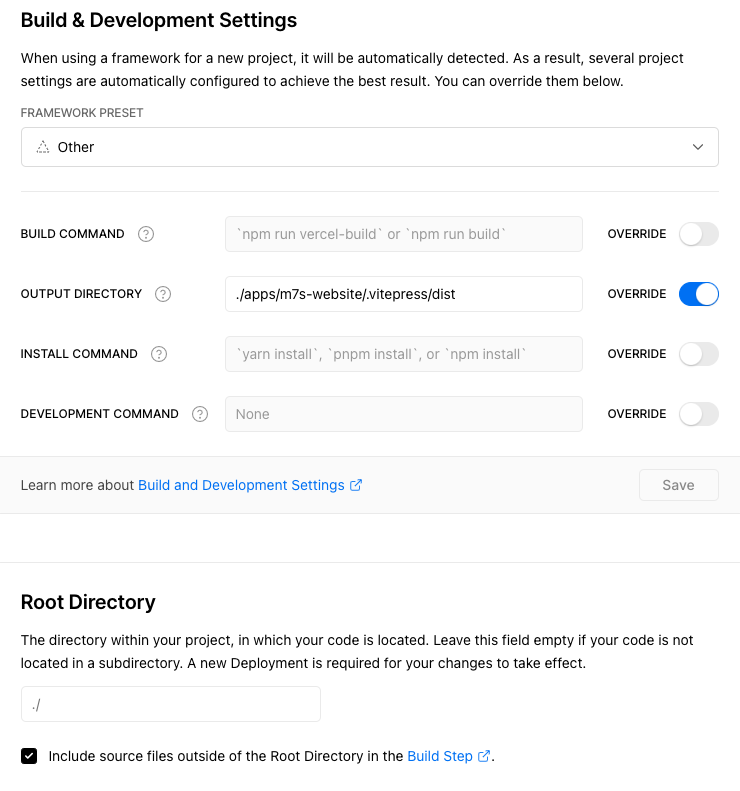 Build & Development Settings
When using a framework for a new project, it will be automatically detected. As a result, several project
settings are automatically configured to achieve the best result. You can override them below.
FRAMEWORK PRESET
Other
BUILD COMMAND ? `npm run vercel-build` or `npm run build` OVERRIDE
OUTPUT DIRECTORY ? ./apps/m7s-website/.vitepress/dist OVERRIDE
INSTALL COMMAND ? `yarn install`, `pnpm install`, or `npm install` OVERRIDE
DEVELOPMENT COMMAND ? None OVERRIDE
Learn more about Build and Development Settings Save
Root Directory
The directory within your project, in which your code is located. Leave this field empty if your code is not
located in a subdirectory. A new Deployment is required for your changes to take effect.
./
Include source files outside of the Root Directory in the Build Step.